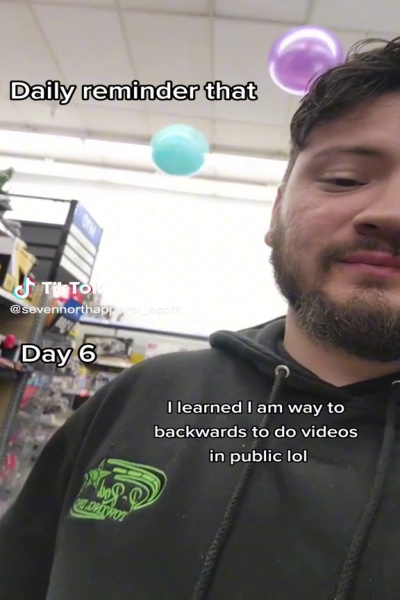 Daily reminder that
TikTok
Day 6
I learned I am way to
backwards to do videos
in public lol